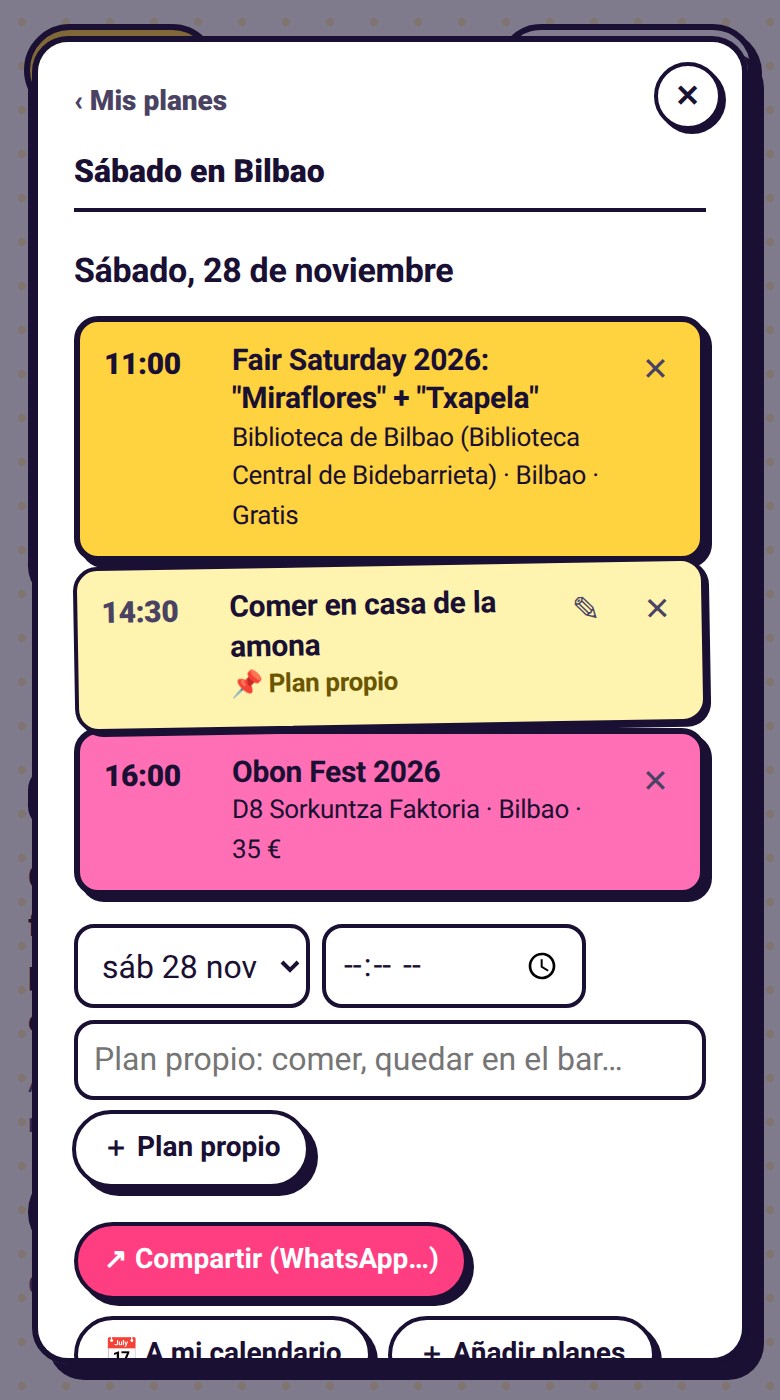 ‹ Mis planes
✕
Sábado en Bilbao
Sábado, 28 de noviembre
11:00
Fair Saturday 2026:
"Miraflores" + "Txapela"
Biblioteca de Bilbao (Biblioteca
Central de Bidebarrieta) · Bilbao ·
Gratis
✕
14:30
Comer en casa de la
amona
📌 Plan propio
✎ ✕
16:00
Obon Fest 2026
D8 Sorkuntza Faktoria · Bilbao ·
35 €
✕
sáb 28 nov
--:-- --
Plan propio: comer, quedar en el bar...
+ Plan propio
↗ Compartir (WhatsApp...)
📅 A mi calendario
+ Añadir planes